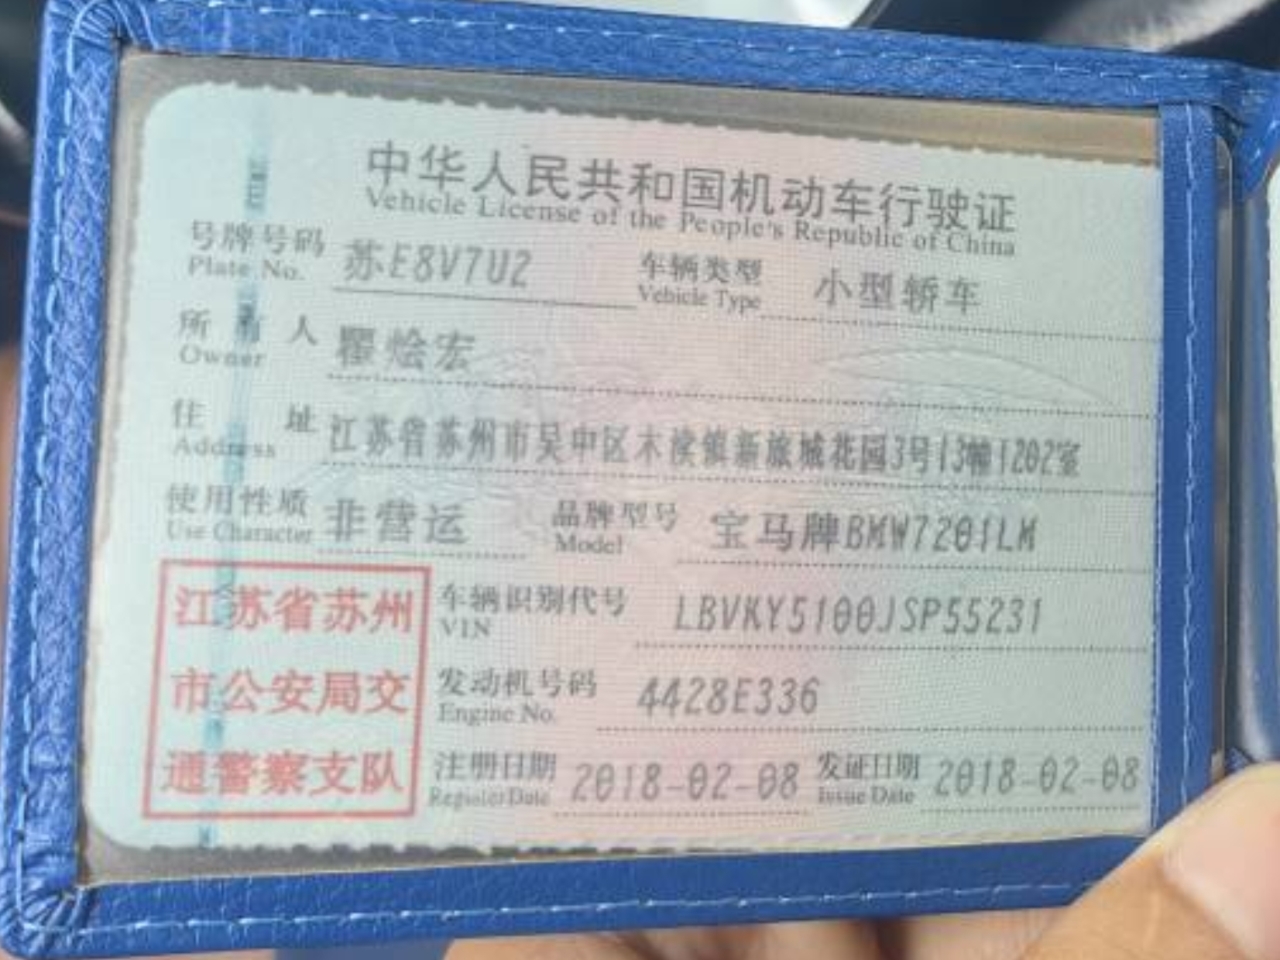 中华人民共和国机动车行驶证
Vehicle License of the People's Republic of China
号牌号码 苏E8V7U2 车辆类型 小型轿车
Plate No. Vehicle Type
所有人 瞿烩宏
Owner
住址 江苏省苏州市吴中区木渎镇新旅城花园3号13幢1202室
Address
使用性质 非营运 品牌型号 宝马牌BMW7201LM
Use Character Model
江苏省苏州
市公安局交
通警察支队
车辆识别代号 LBVKY5100JSP55231
VIN
发动机号码 4428E336
Engine No.
注册日期 2018-02-08 发证日期 2018-02-08
Register Date Issue Date